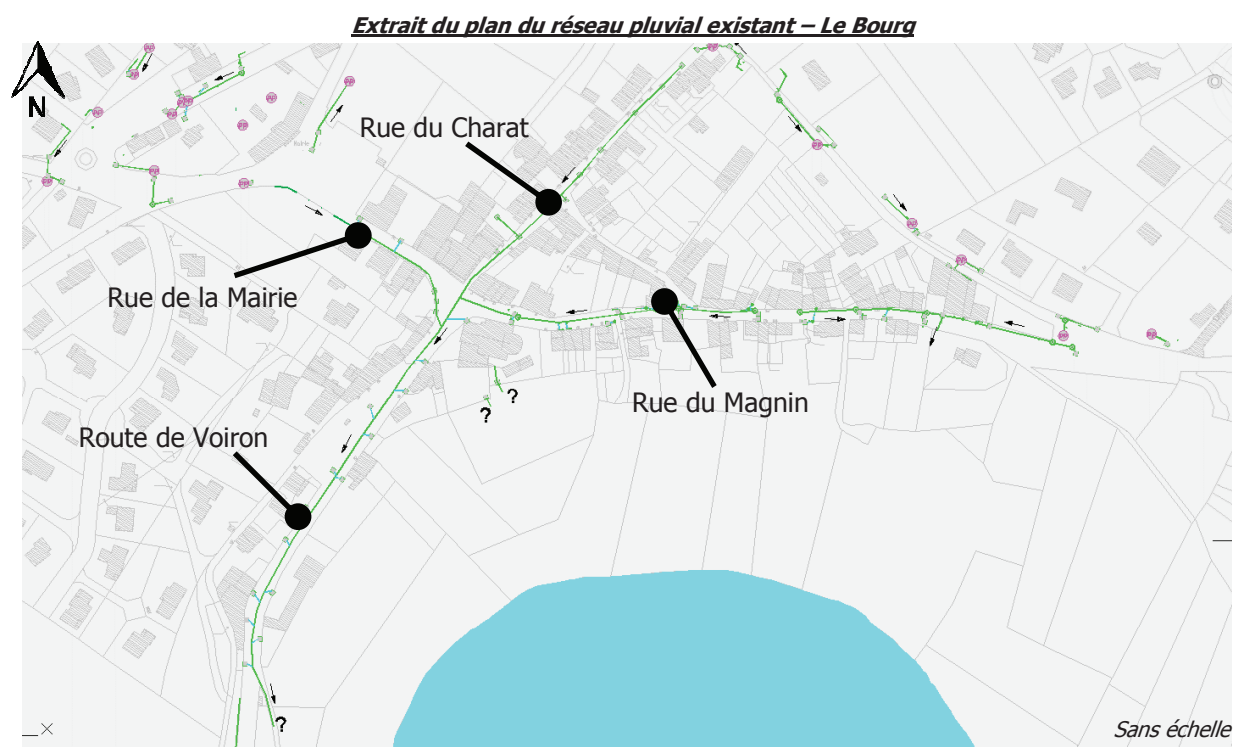 Extrait du plan du réseau pluvial existant – Le Bourg
N
Rue du Charat
Rue de la Mairie
Rue du Magnin
?
?
Route de Voiron
?
Sans échelle